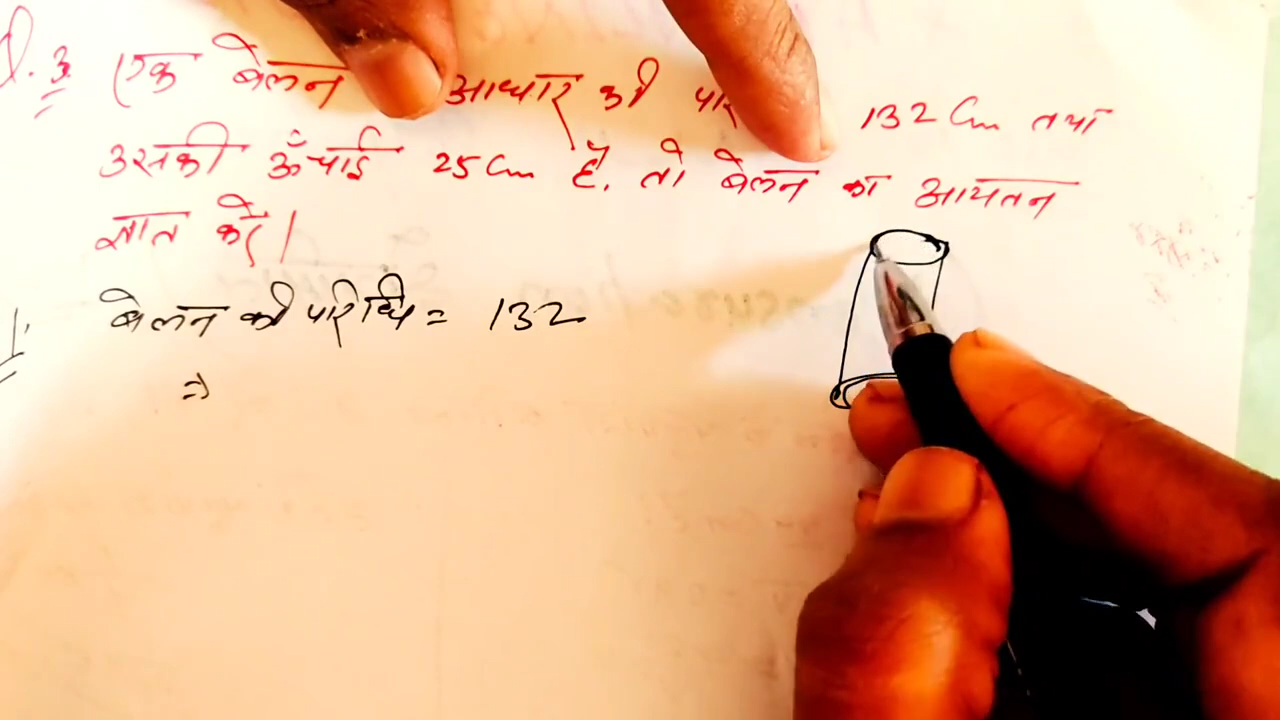 Q.3 एक बेलन आधार की 132 Cm तथा
उसकी ऊँचाई 25 Cm है, तो बेलन का आयतन
ज्ञात करें।
बेलन की परिधि = 132
⇒